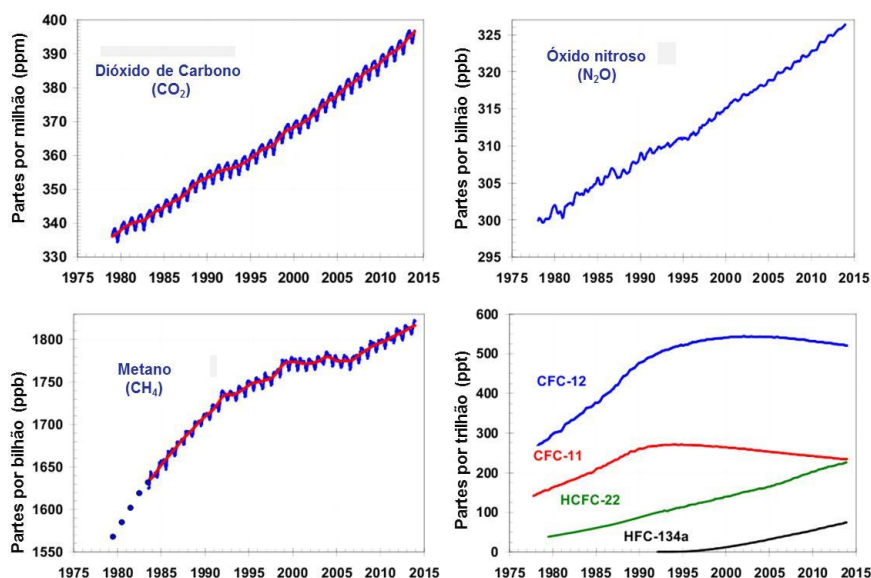 Partes por milhão (ppm)
400
390
380
370
360
350
340
330
Dióxido de Carbono
(CO₂)
1975 1980 1985 1990 1995 2000 2005 2010 2015
Partes por bilhão (ppb)
325
320
315
310
305
300
295
Óxido nitroso
(N₂O)
1975 1980 1985 1990 1995 2000 2005 2010 2015
Partes por bilhão (ppb)
1800
1750
1700
1650
1600
1550
Metano
(CH₄)
1975 1980 1985 1990 1995 2000 2005 2010 2015
Partes por trilhão (ppt)
600
500
400
300
200
100
0
CFC-12
CFC-11
HCFC-22
HFC-134a
1975 1980 1985 1990 1995 2000 2005 2010 2015